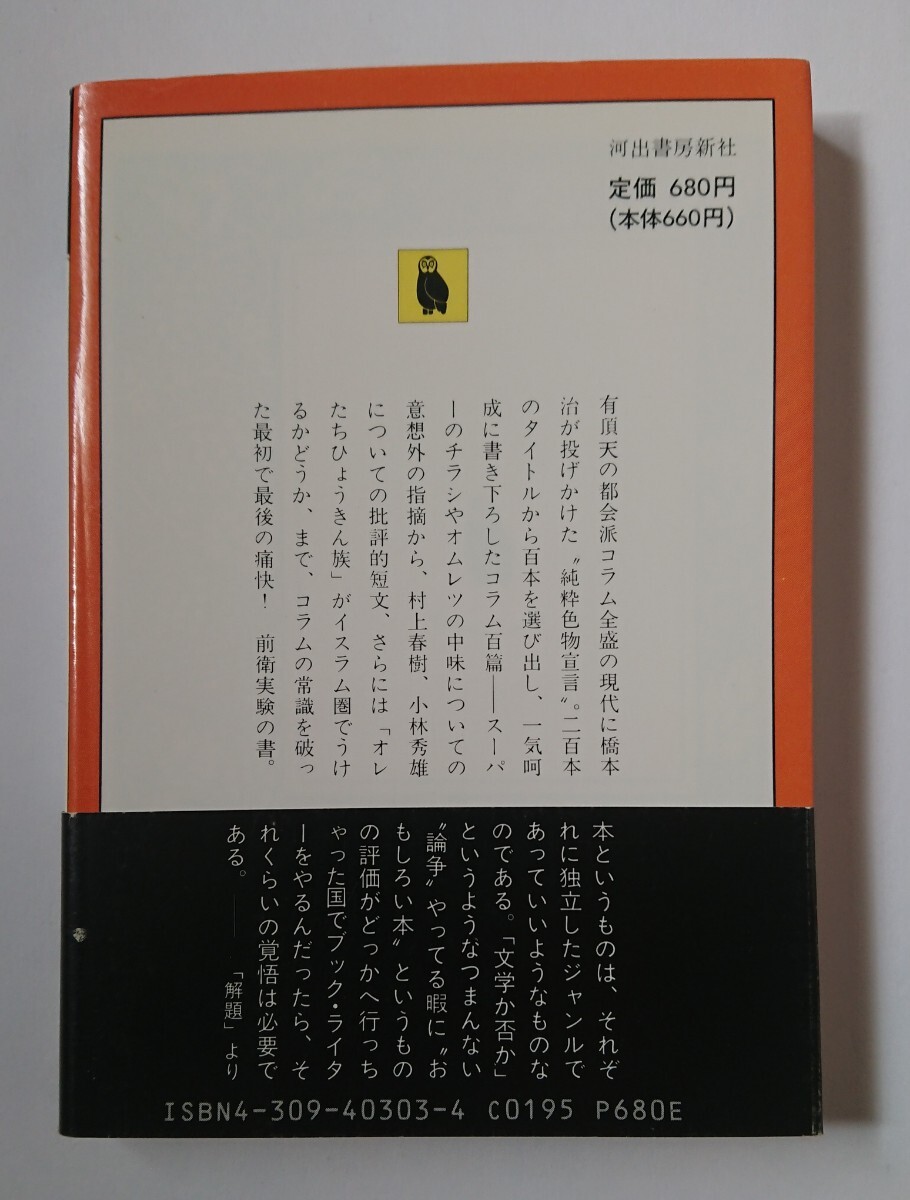 河出書房新社
定価 680円
(本体660円)
有頂天の都会派コラム全盛の現代に橋本
治が投げかけた〝純粋色物宣言〟。二百本
のタイトルから百本を選び出し、一気呵
成に書き下ろしたコラム百篇――スーパ
ーのチラシやオムレツの中味についての
意想外の指摘から、村上春樹、小林秀雄
についての批評的短文、さらには「オレ
たちひょうきん族」がイスラム圏でうけ
るかどうか、まで、コラムの常識を破っ
た最初で最後の痛快！　前衛実験の書。
本というものは、それぞ
れに独立したジャンルで
あっていいようなものな
のである。「文学か否か」
というようなつまんない
〝論争〟やってる暇に〝お
もしろい本〟というもの
の評価がどっかへ行っち
ゃった国でブック・ライタ
ーをやるんだったら、そ
れくらいの覚悟は必要で
ある。――「解題」より
ISBN4-309-40303-4 C0195 P680E